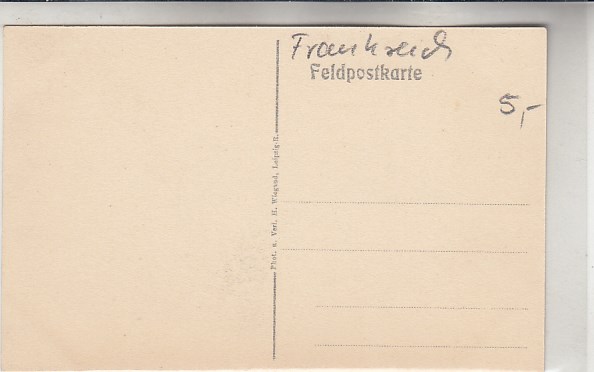 Frankreich
Feldpostkarte
5,-
Phot. u. Verl. H. Wiegand, Leipzig-R.